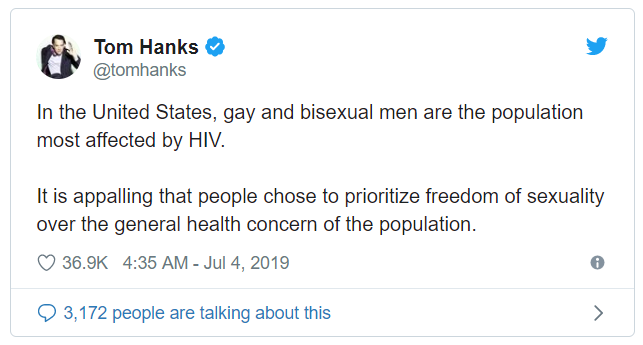 Tom Hanks
@tomhanks
In the United States, gay and bisexual men are the population
most affected by HIV.
It is appalling that people chose to prioritize freedom of sexuality
over the general health concern of the population.
36.9K 4:35 AM - Jul 4, 2019
3,172 people are talking about this